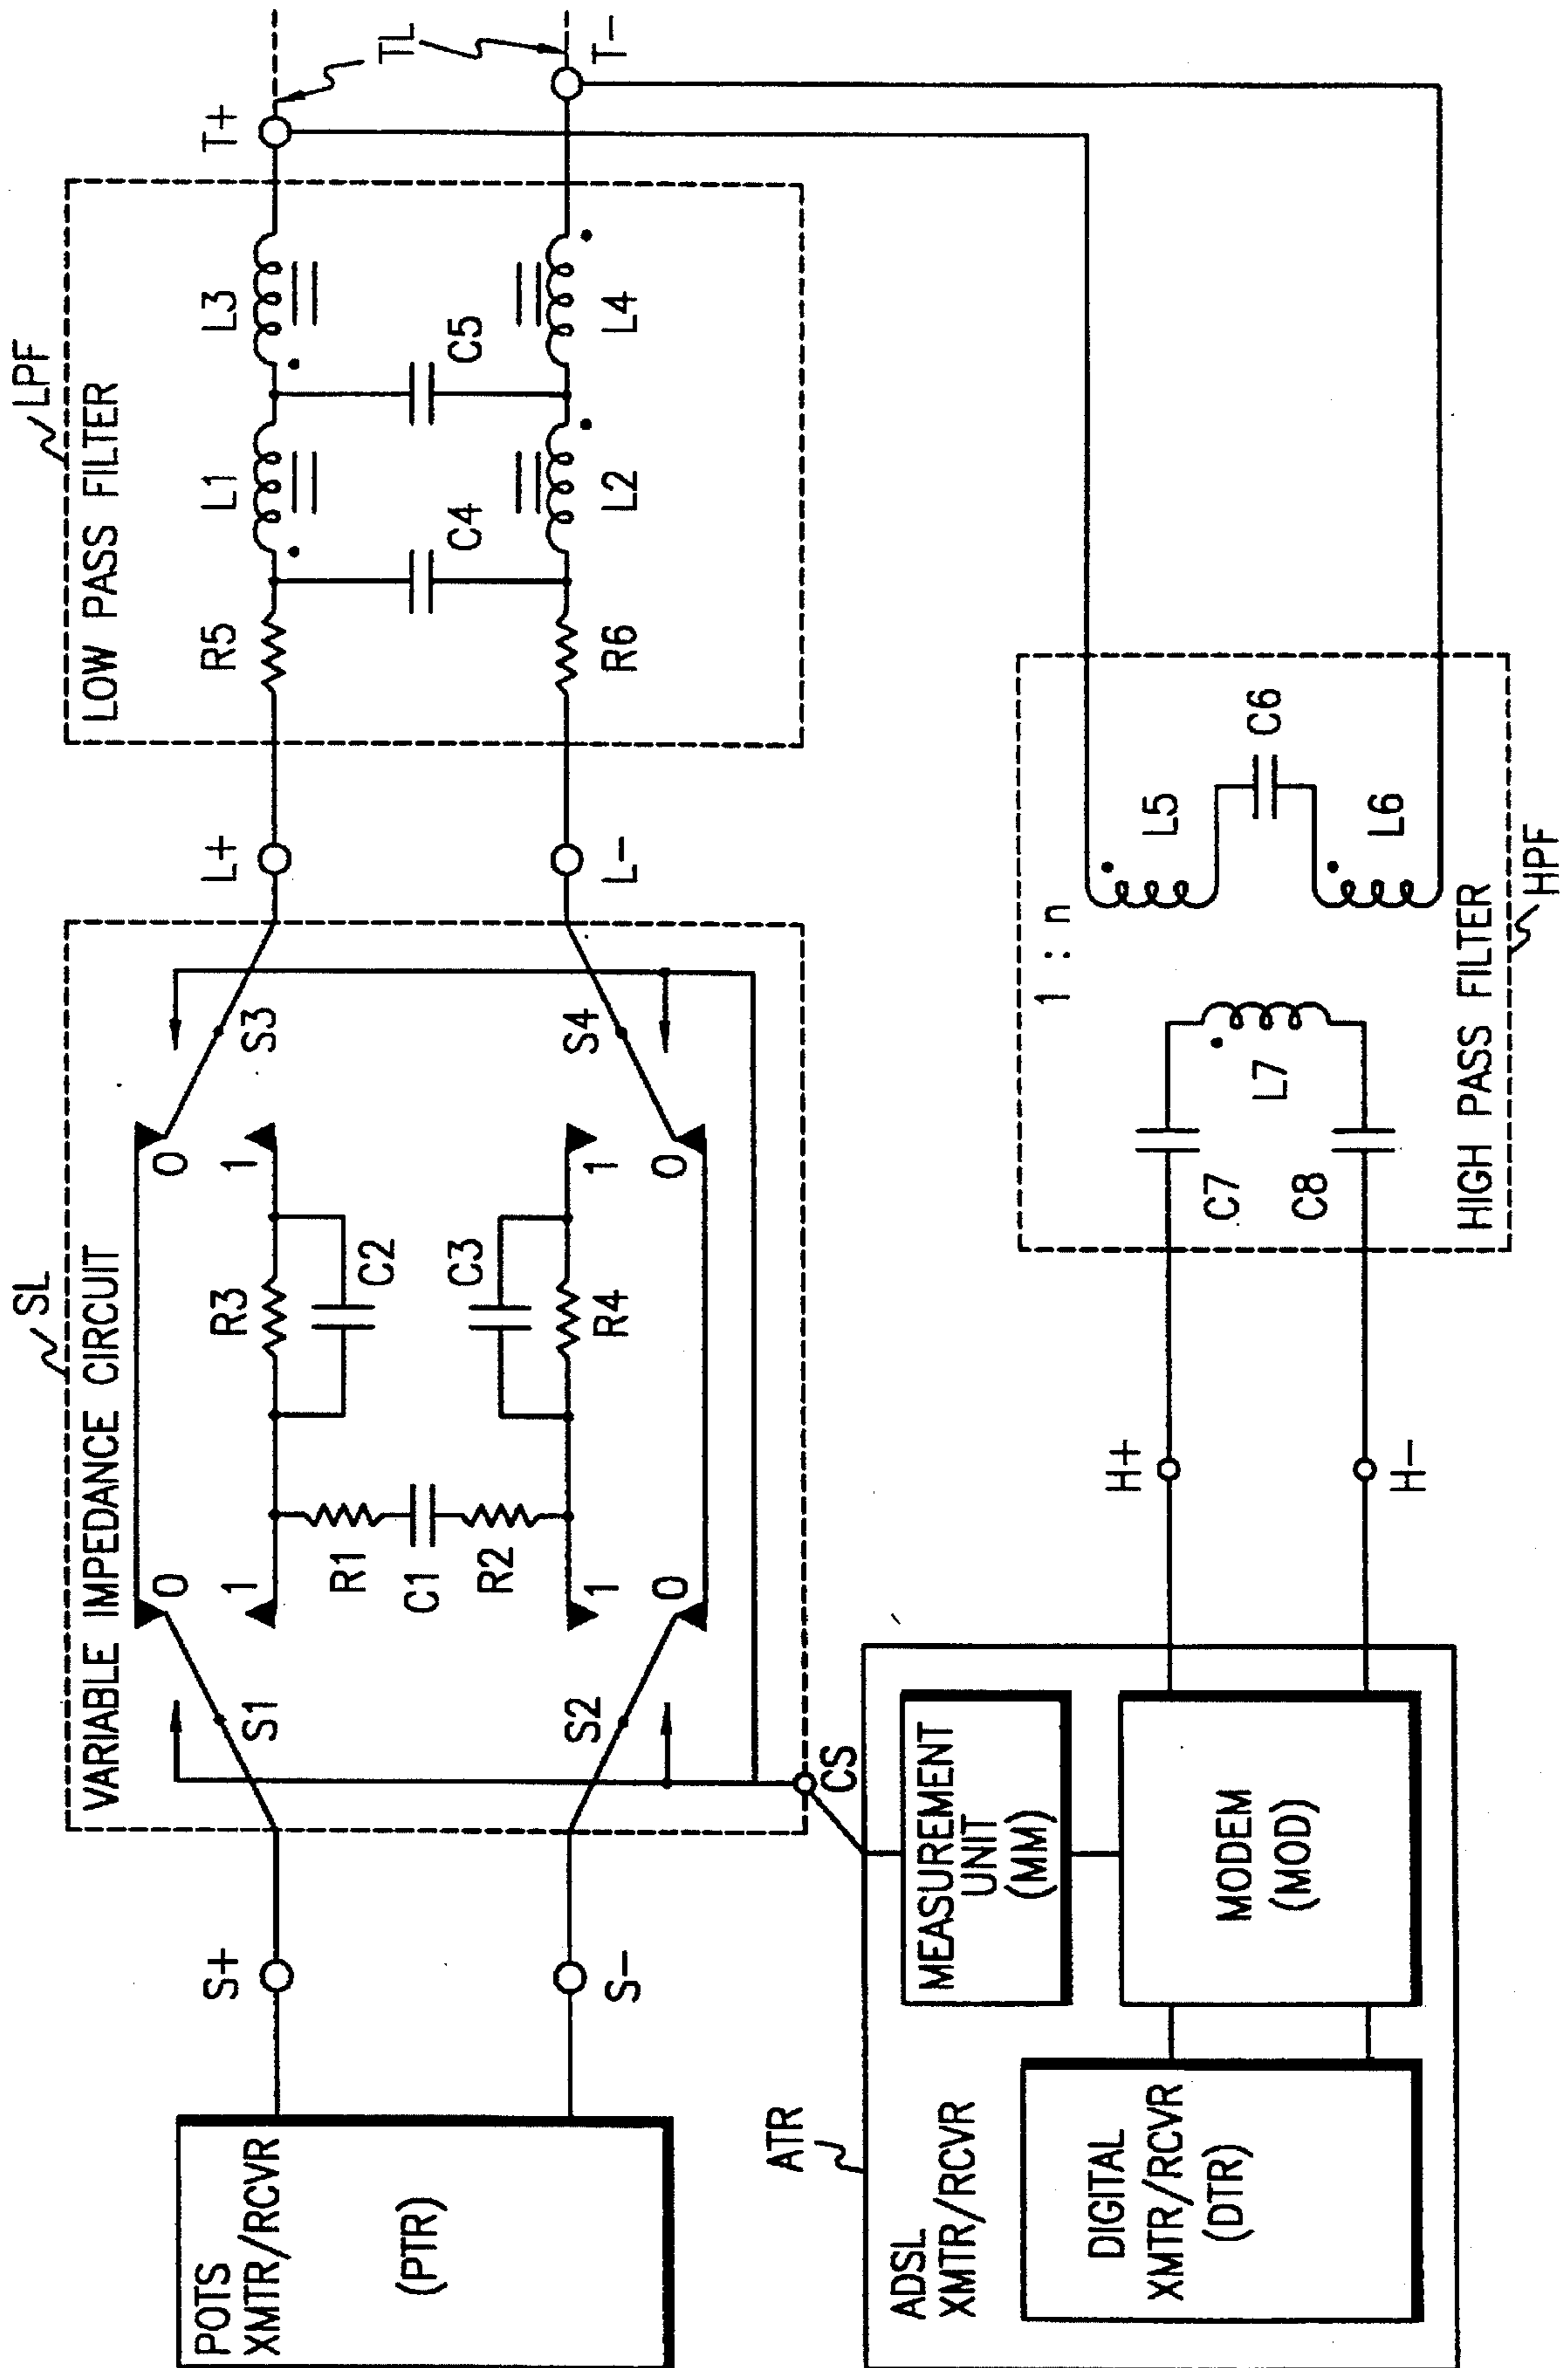 POTS
XMTR/RCVR
(PTR)
S+
S-
SL
VARIABLE IMPEDANCE CIRCUIT
S1
S2
0
1
1
0
R1
C1
R2
R3
C2
C3
R4
0
1
1
0
S3
S4
CS
L+
L-
LPF
LOW PASS FILTER
R5
R6
C4
L1
L2
C5
L3
L4
T+
T-
TL
ATR
ADSL
XMTR/RCVR
DIGITAL
XMTR/RCVR
(DTR)
MEASUREMENT
UNIT
(MM)
MODEM
(MOD)
H+
H-
HIGH PASS FILTER
HPF
C7
C8
L7
1 : n
L5
C6
L6